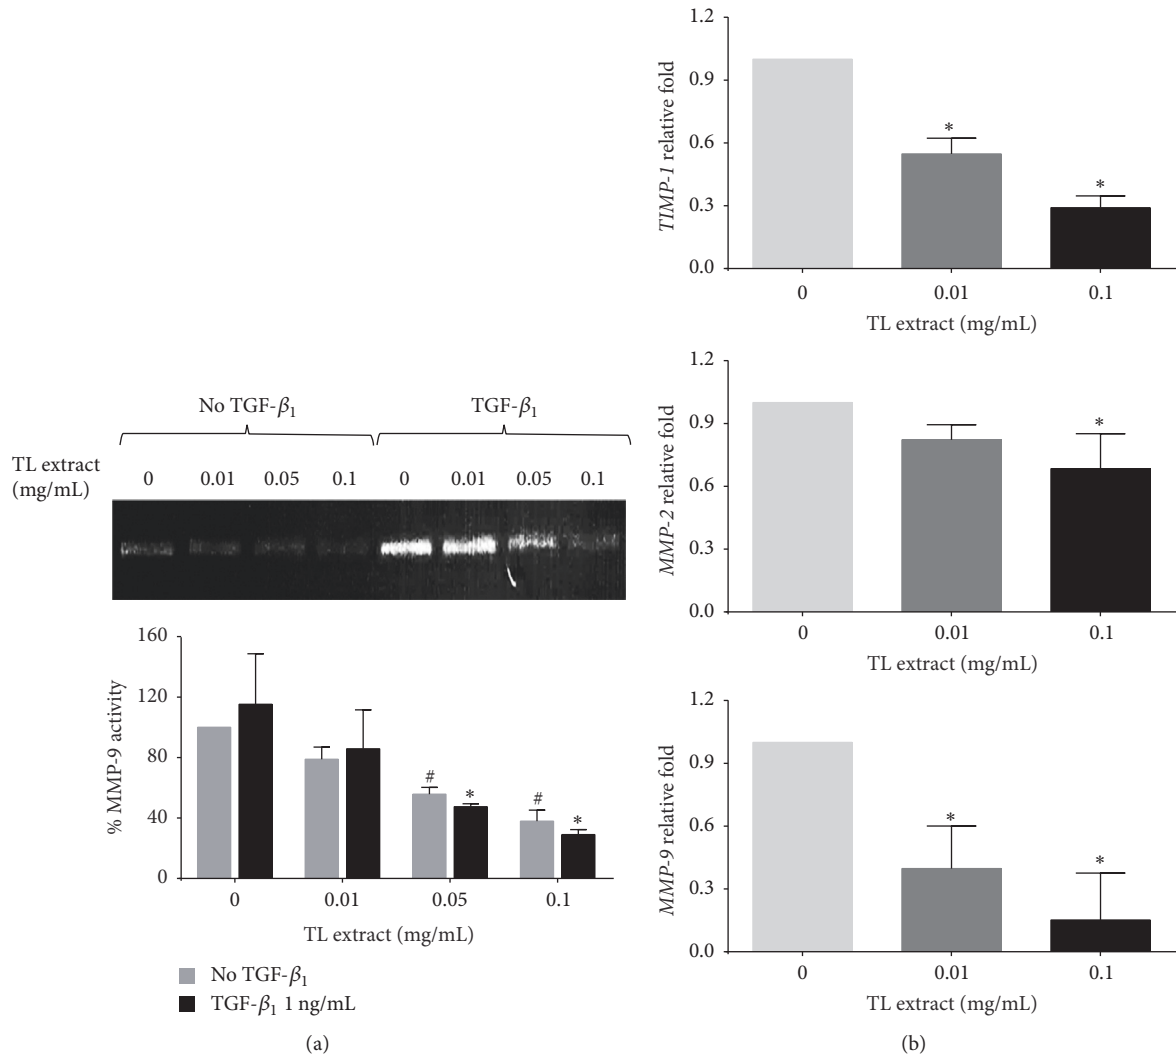 No TGF-β₁ TGF-β₁
TL extract
(mg/mL)
0 0.01 0.05 0.1 0 0.01 0.05 0.1
160
120
80
40
0
% MMP-9 activity
# * # *
0 0.01 0.05 0.1
TL extract (mg/mL)
No TGF-β₁
TGF-β₁ 1 ng/mL
(a)
1.2
0.9
0.6
0.3
0.0
TIMP-1 relative fold
* *
0 0.01 0.1
TL extract (mg/mL)
1.2
0.9
0.6
0.3
0.0
MMP-2 relative fold
*
0 0.01 0.1
TL extract (mg/mL)
1.2
0.9
0.6
0.3
0.0
MMP-9 relative fold
* *
0 0.01 0.1
TL extract (mg/mL)
(b)